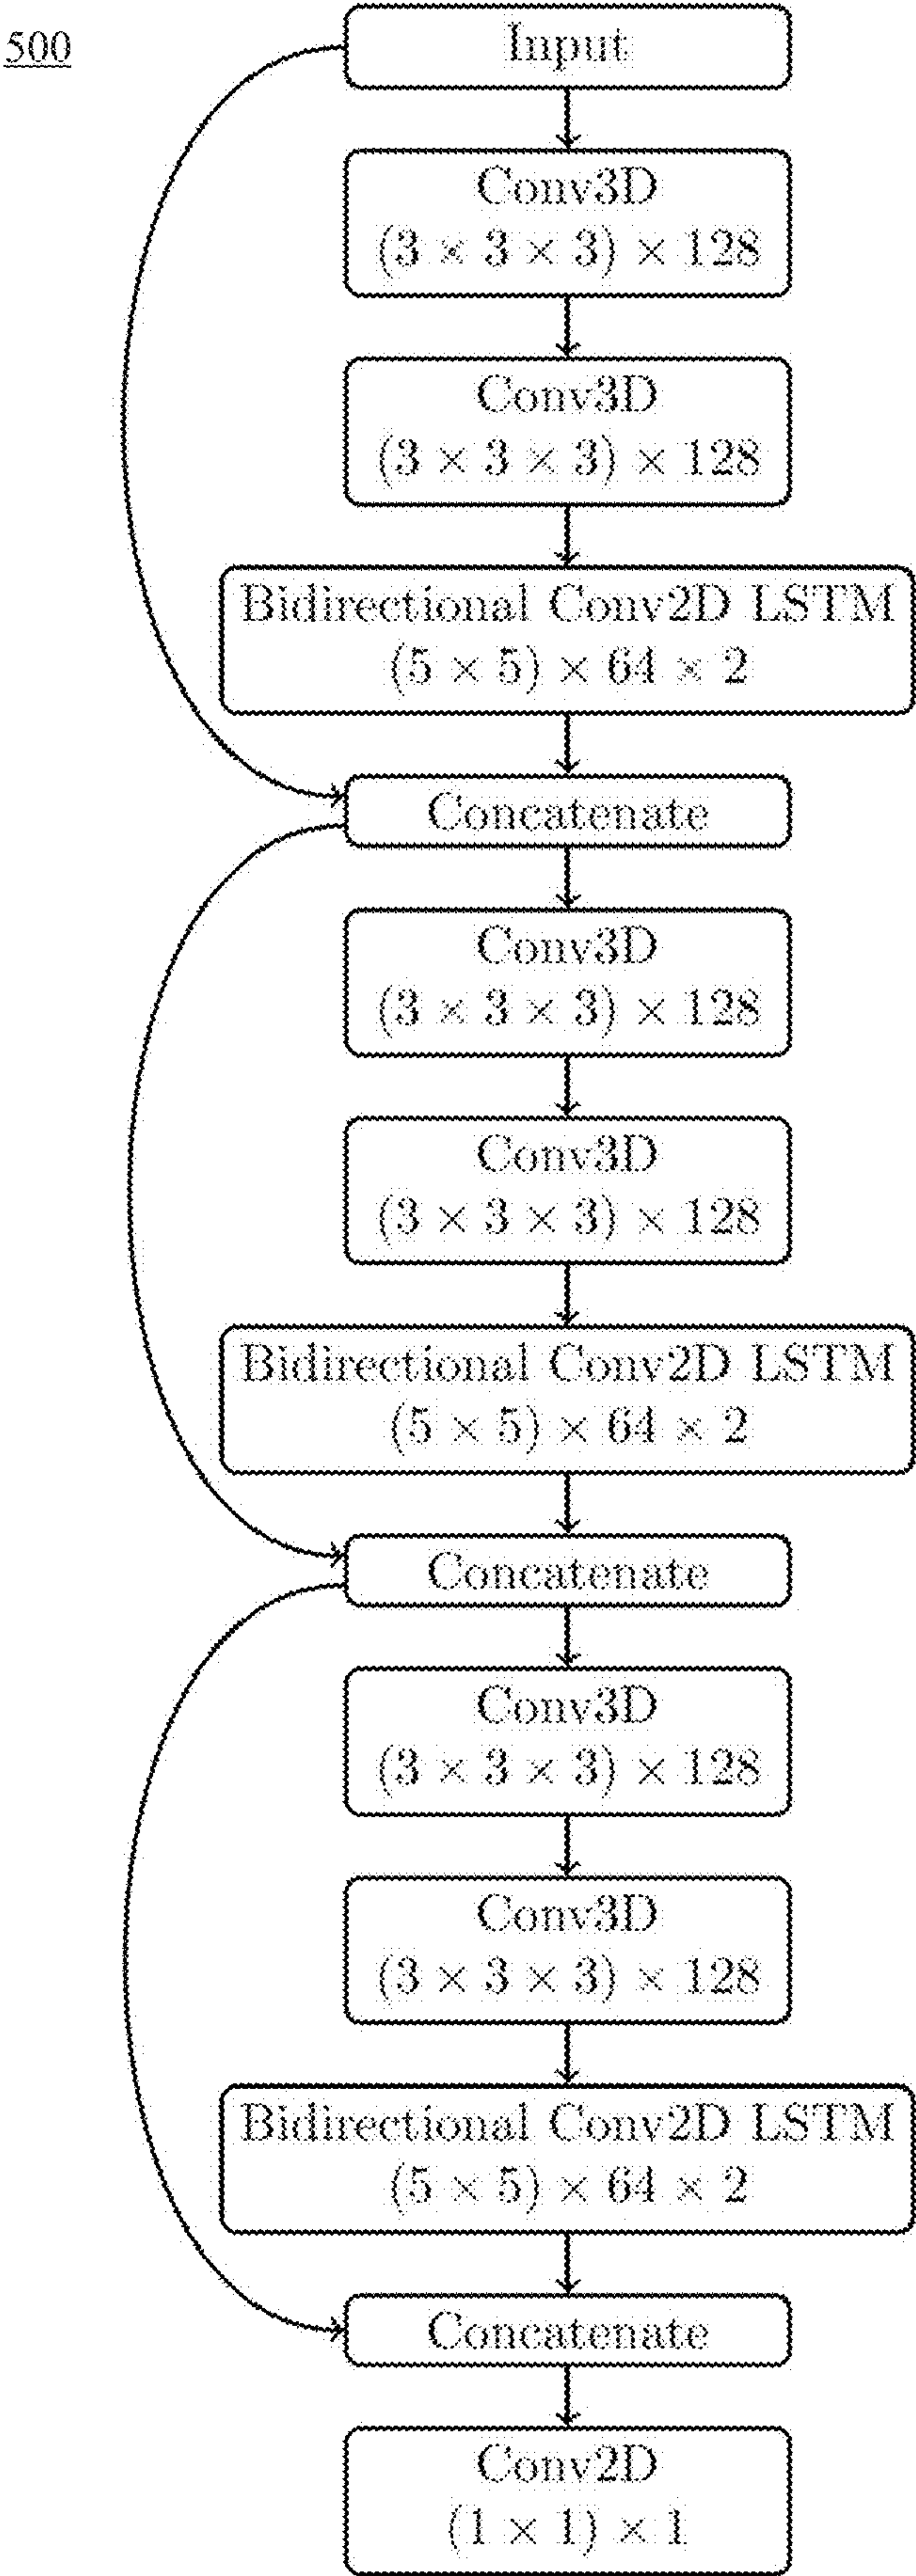 500
Input
Conv3D
(3 × 3 × 3) × 128
Conv3D
(3 × 3 × 3) × 128
Bidirectional Conv2D LSTM
(5 × 5) × 64 × 2
Concatenate
Conv3D
(3 × 3 × 3) × 128
Conv3D
(3 × 3 × 3) × 128
Bidirectional Conv2D LSTM
(5 × 5) × 64 × 2
Concatenate
Conv3D
(3 × 3 × 3) × 128
Conv3D
(3 × 3 × 3) × 128
Bidirectional Conv2D LSTM
(5 × 5) × 64 × 2
Concatenate
Conv2D
(1 × 1) × 1